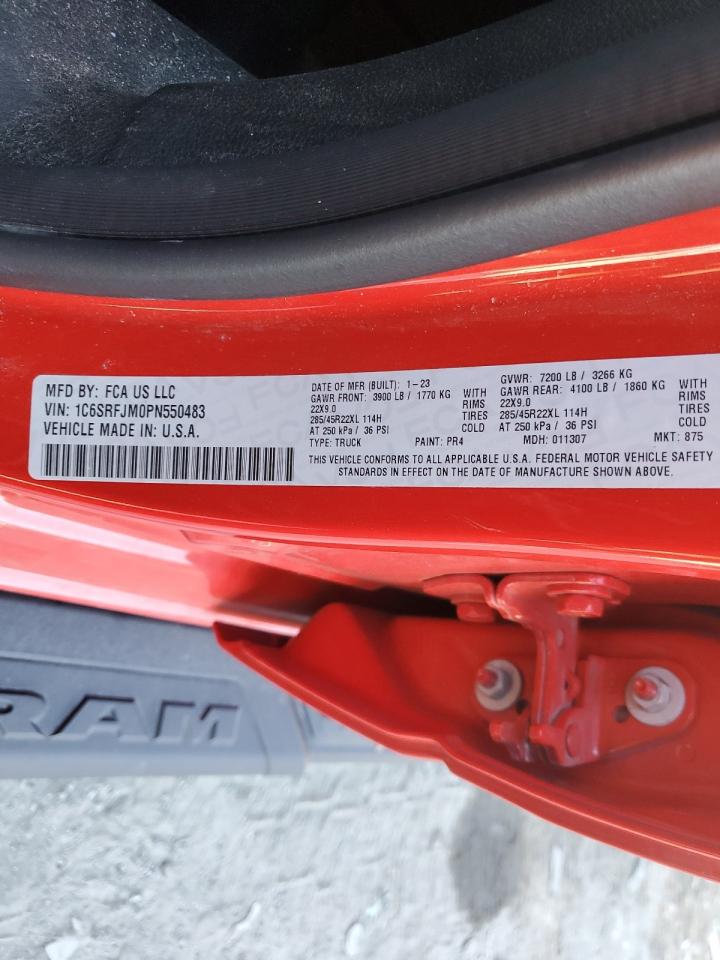 MFD BY: FCA US LLC
VIN: 1C6SRFJM0PN550483
VEHICLE MADE IN: U.S.A.
DATE OF MFR (BUILT): 1-23
GAWR FRONT: 3900 LB / 1770 KG WITH
22X9.0 RIMS
285/45R22XL 114H TIRES
AT 250 kPa / 36 PSI COLD
GVWR: 7200 LB / 3266 KG
GAWR REAR: 4100 LB / 1860 KG WITH
22X9.0 RIMS
285/45R22XL 114H TIRES
AT 250 kPa / 36 PSI COLD
TYPE: TRUCK PAINT: PR4 MDH: 011307 MKT: 875
THIS VEHICLE CONFORMS TO ALL APPLICABLE U.S.A. FEDERAL MOTOR VEHICLE SAFETY
STANDARDS IN EFFECT ON THE DATE OF MANUFACTURE SHOWN ABOVE.
RAM